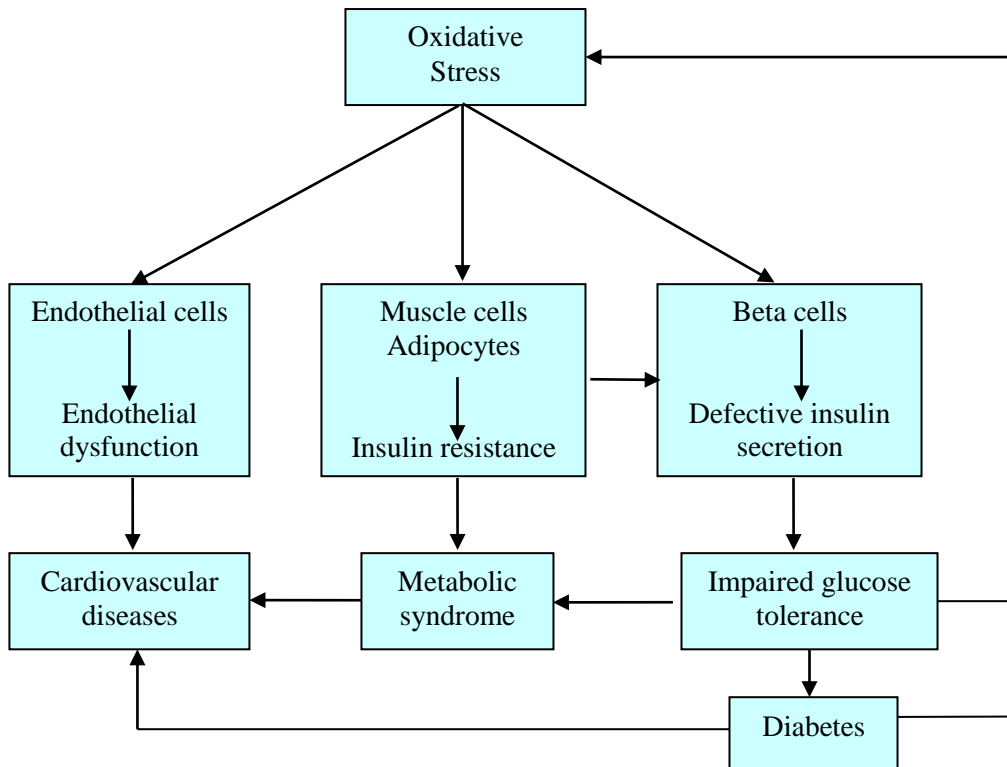 Oxidative
Stress
Endothelial cells
Endothelial
dysfunction
Muscle cells
Adipocytes
Insulin resistance
Beta cells
Defective insulin
secretion
Cardiovascular
diseases
Metabolic
syndrome
Impaired glucose
tolerance
Diabetes